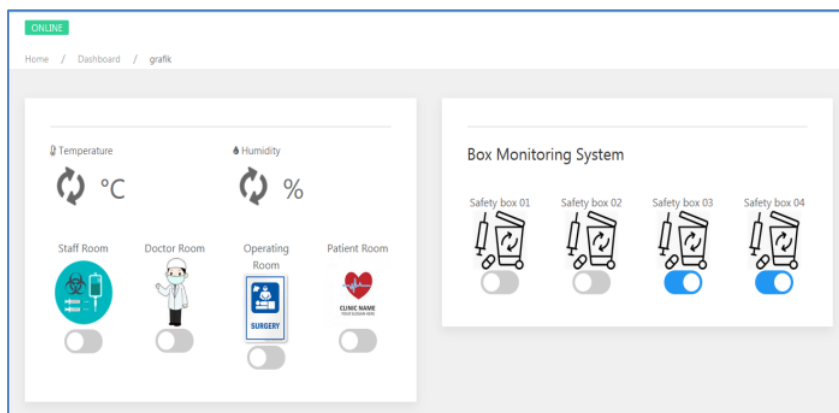 ONLINE
Home / Dashboard / grafik
Temperature
Humidity
°C
%
Staff Room
Doctor Room
Operating
Room
Patient Room
SURGERY
CLINIC NAME
Box Monitoring System
Safety box 01
Safety box 02
Safety box 03
Safety box 04